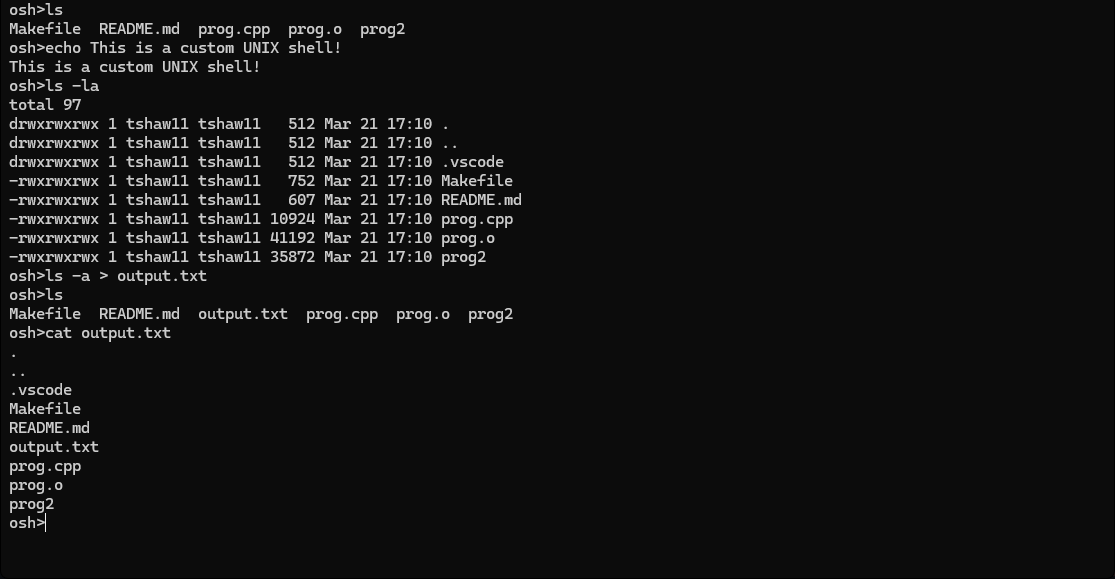 osh>ls
Makefile  README.md  prog.cpp  prog.o  prog2
osh>echo This is a custom UNIX shell!
This is a custom UNIX shell!
osh>ls -la
total 97
drwxrwxrwx 1 tshaw11 tshaw11   512 Mar 21 17:10 .
drwxrwxrwx 1 tshaw11 tshaw11   512 Mar 21 17:10 ..
drwxrwxrwx 1 tshaw11 tshaw11   512 Mar 21 17:10 .vscode
-rwxrwxrwx 1 tshaw11 tshaw11   752 Mar 21 17:10 Makefile
-rwxrwxrwx 1 tshaw11 tshaw11   607 Mar 21 17:10 README.md
-rwxrwxrwx 1 tshaw11 tshaw11 10924 Mar 21 17:10 prog.cpp
-rwxrwxrwx 1 tshaw11 tshaw11 41192 Mar 21 17:10 prog.o
-rwxrwxrwx 1 tshaw11 tshaw11 35872 Mar 21 17:10 prog2
osh>ls -a > output.txt
osh>ls
Makefile  README.md  output.txt  prog.cpp  prog.o  prog2
osh>cat output.txt
.
..
.vscode
Makefile
README.md
output.txt
prog.cpp
prog.o
prog2
osh>